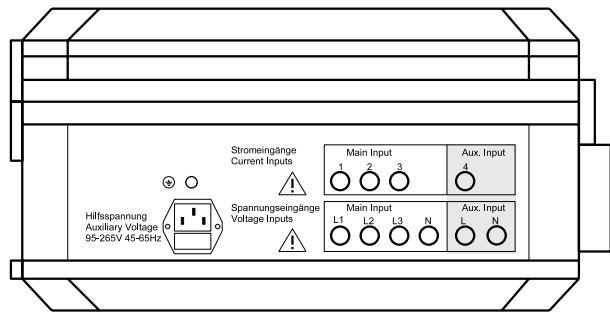 Stromeingänge
Current Inputs
Main Input
Aux. Input
1 2 3
4
Spannungseingänge
Voltage Inputs
Main Input
Aux. Input
L1 L2 L3 N
L N
Hilfsspannung
Auxiliary Voltage
95-265V 45-65Hz